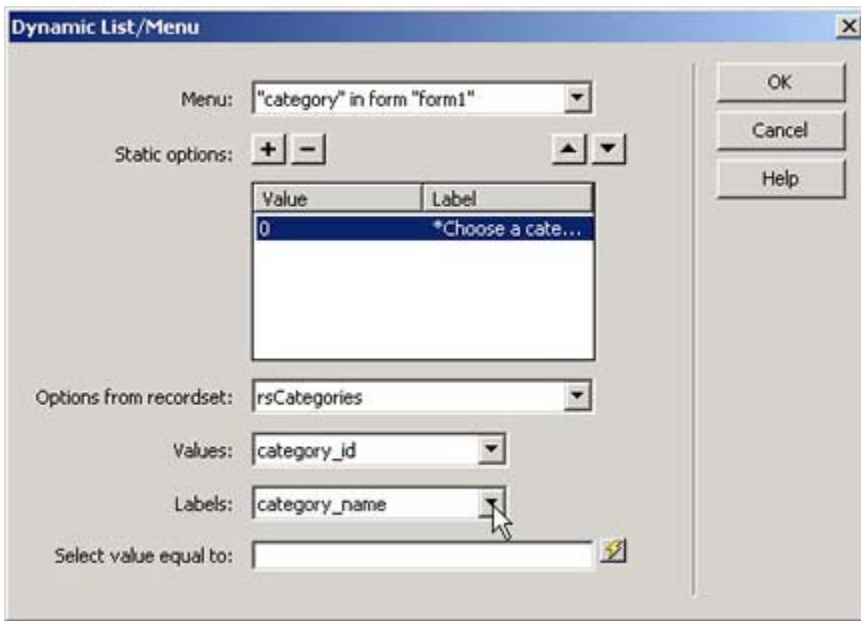 Dynamic List/Menu
Menu: "category" in form "form1"
OK
Static options:
Cancel
Help
Value Label
0 *Choose a cate...
Options from recordset: rsCategories
Values: category_id
Labels: category_name
Select value equal to: